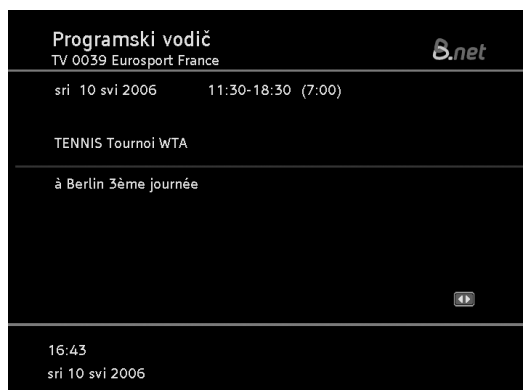 Programski vodič
TV 0039 Eurosport France
B.net
sri 10 svi 2006 11:30-18:30 (7:00)
TENNIS Tournoi WTA
à Berlin 3ème journée
16:43
sri 10 svi 2006